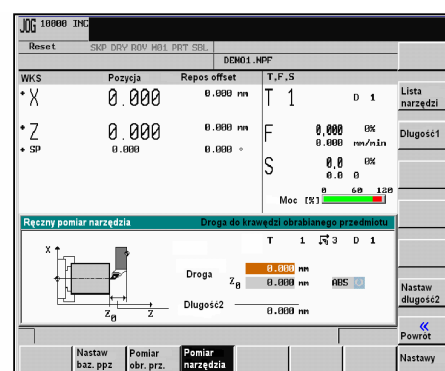 JOG 10000 INC
Reset SKP DRY ROV M01 PRT SBL
DEMO1.MPF
WKS Pozycja Repos offset T,F,S
+ X 0.000 0.000 mm T 1 D 1
Lista narzędzi
+ Z 0.000 0.000 mm F 0,000 0%
0.000 mm/min
Długość1
+ SP 0.000 0.000 °
S 0,0 0%
0.0 0
0 60 120
Moc [%]
Ręczny pomiar narzędzia Droga do krawędzi obrabianego przedmiotu
T 1 3 D 1
X
Droga 0.000 mm
Z0 0.000 mm ABS
Długość2 0.000 mm
Z0 Z
Nastaw długość2
«
Powrót
Nastaw baz. ppz
Pomiar obr. prz.
Pomiar narzędzia
Nastawy